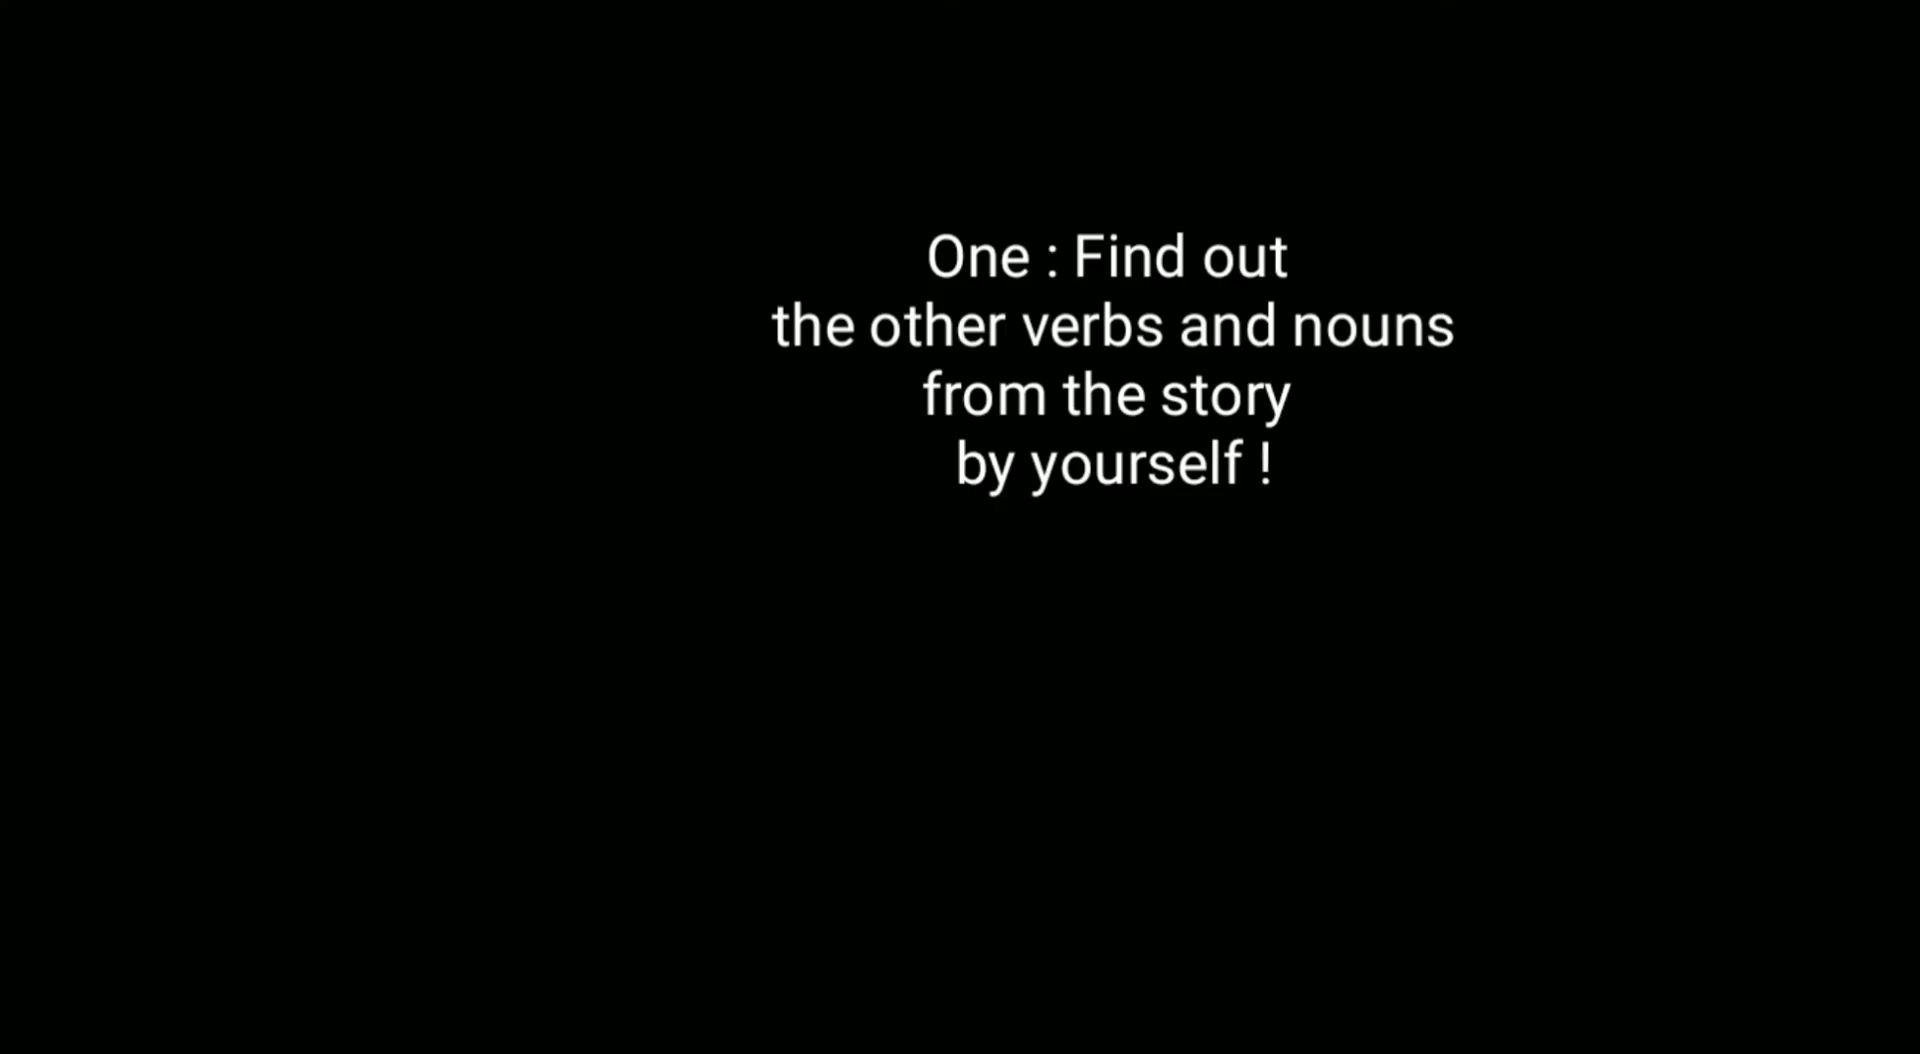 One : Find out
the other verbs and nouns
from the story
by yourself !